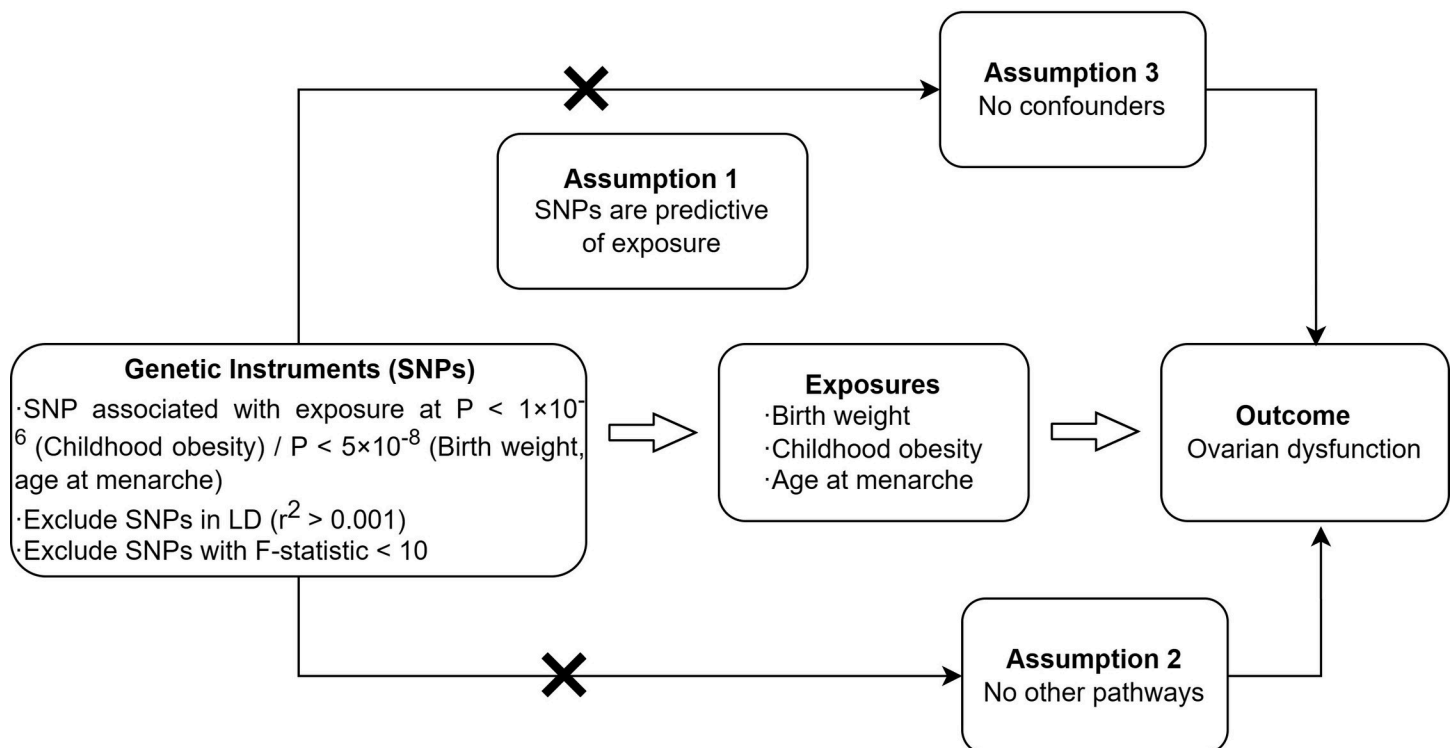 Assumption 3
No confounders
Assumption 1
SNPs are predictive
of exposure
Genetic Instruments (SNPs)
·SNP associated with exposure at P < 1×10-
6 (Childhood obesity) / P < 5×10-8 (Birth weight,
age at menarche)
·Exclude SNPs in LD (r2 > 0.001)
·Exclude SNPs with F-statistic < 10
Exposures
·Birth weight
·Childhood obesity
·Age at menarche
Outcome
Ovarian dysfunction
Assumption 2
No other pathways